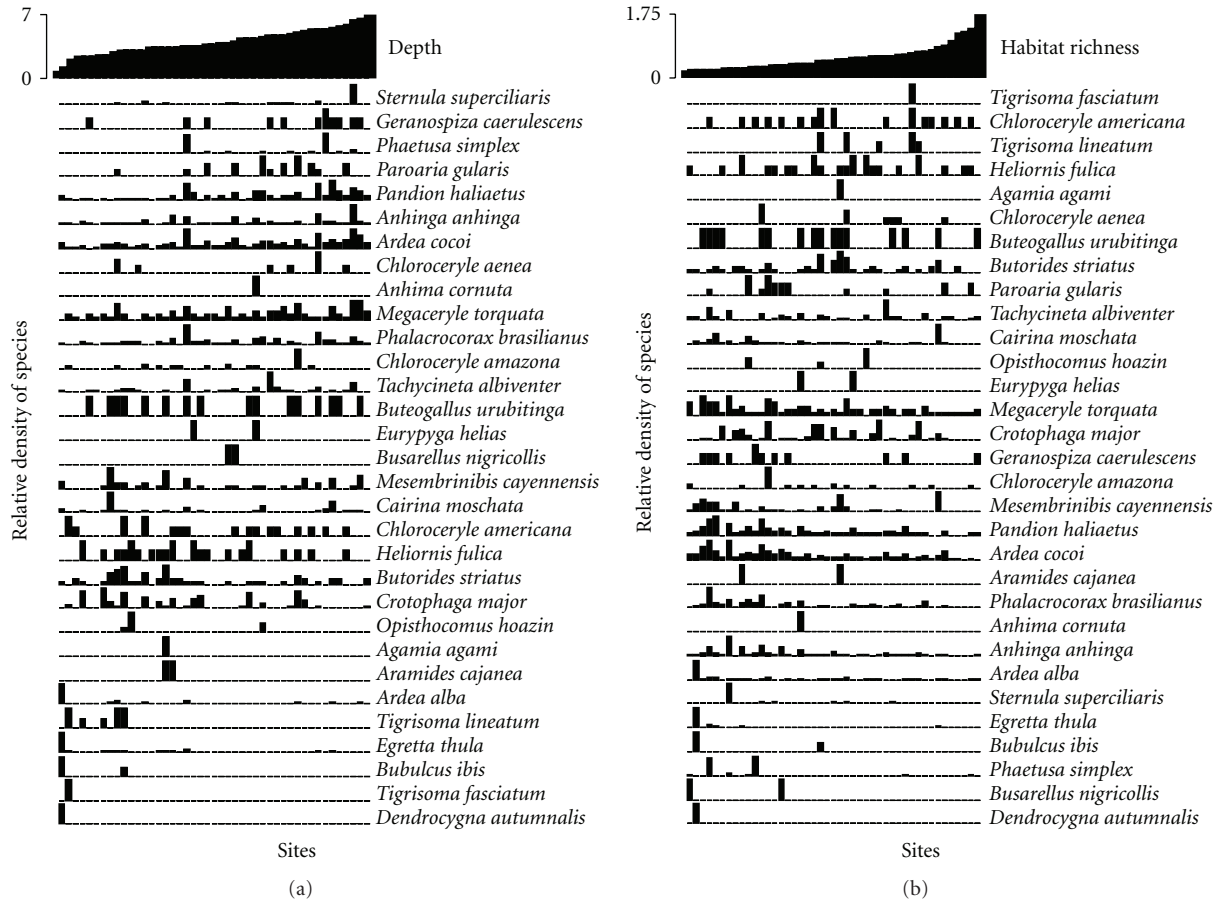 7
0
Depth
Sternula superciliaris
Geranospiza caerulescens
Phaetusa simplex
Paroaria gularis
Pandion haliaetus
Anhinga anhinga
Ardea cocoi
Chloroceryle aenea
Anhima cornuta
Megaceryle torquata
Phalacrocorax brasilianus
Chloroceryle amazona
Tachycineta albiventer
Buteogallus urubitinga
Eurypyga helias
Busarellus nigricollis
Mesembrinibis cayennensis
Cairina moschata
Chloroceryle americana
Heliornis fulica
Butorides striatus
Crotophaga major
Opisthocomus hoazin
Agamia agami
Aramides cajanea
Ardea alba
Tigrisoma lineatum
Egretta thula
Bubulcus ibis
Tigrisoma fasciatum
Dendrocygna autumnalis
Relative density of species
Sites
(a)
1.75
0
Habitat richness
Tigrisoma fasciatum
Chloroceryle americana
Tigrisoma lineatum
Heliornis fulica
Agamia agami
Chloroceryle aenea
Buteogallus urubitinga
Butorides striatus
Paroaria gularis
Tachycineta albiventer
Cairina moschata
Opisthocomus hoazin
Eurypyga helias
Megaceryle torquata
Crotophaga major
Geranospiza caerulescens
Chloroceryle amazona
Mesembrinibis cayennensis
Pandion haliaetus
Ardea cocoi
Aramides cajanea
Phalacrocorax brasilianus
Anhima cornuta
Anhinga anhinga
Ardea alba
Sternula superciliaris
Egretta thula
Bubulcus ibis
Phaetusa simplex
Busarellus nigricollis
Dendrocygna autumnalis
Relative density of species
Sites
(b)